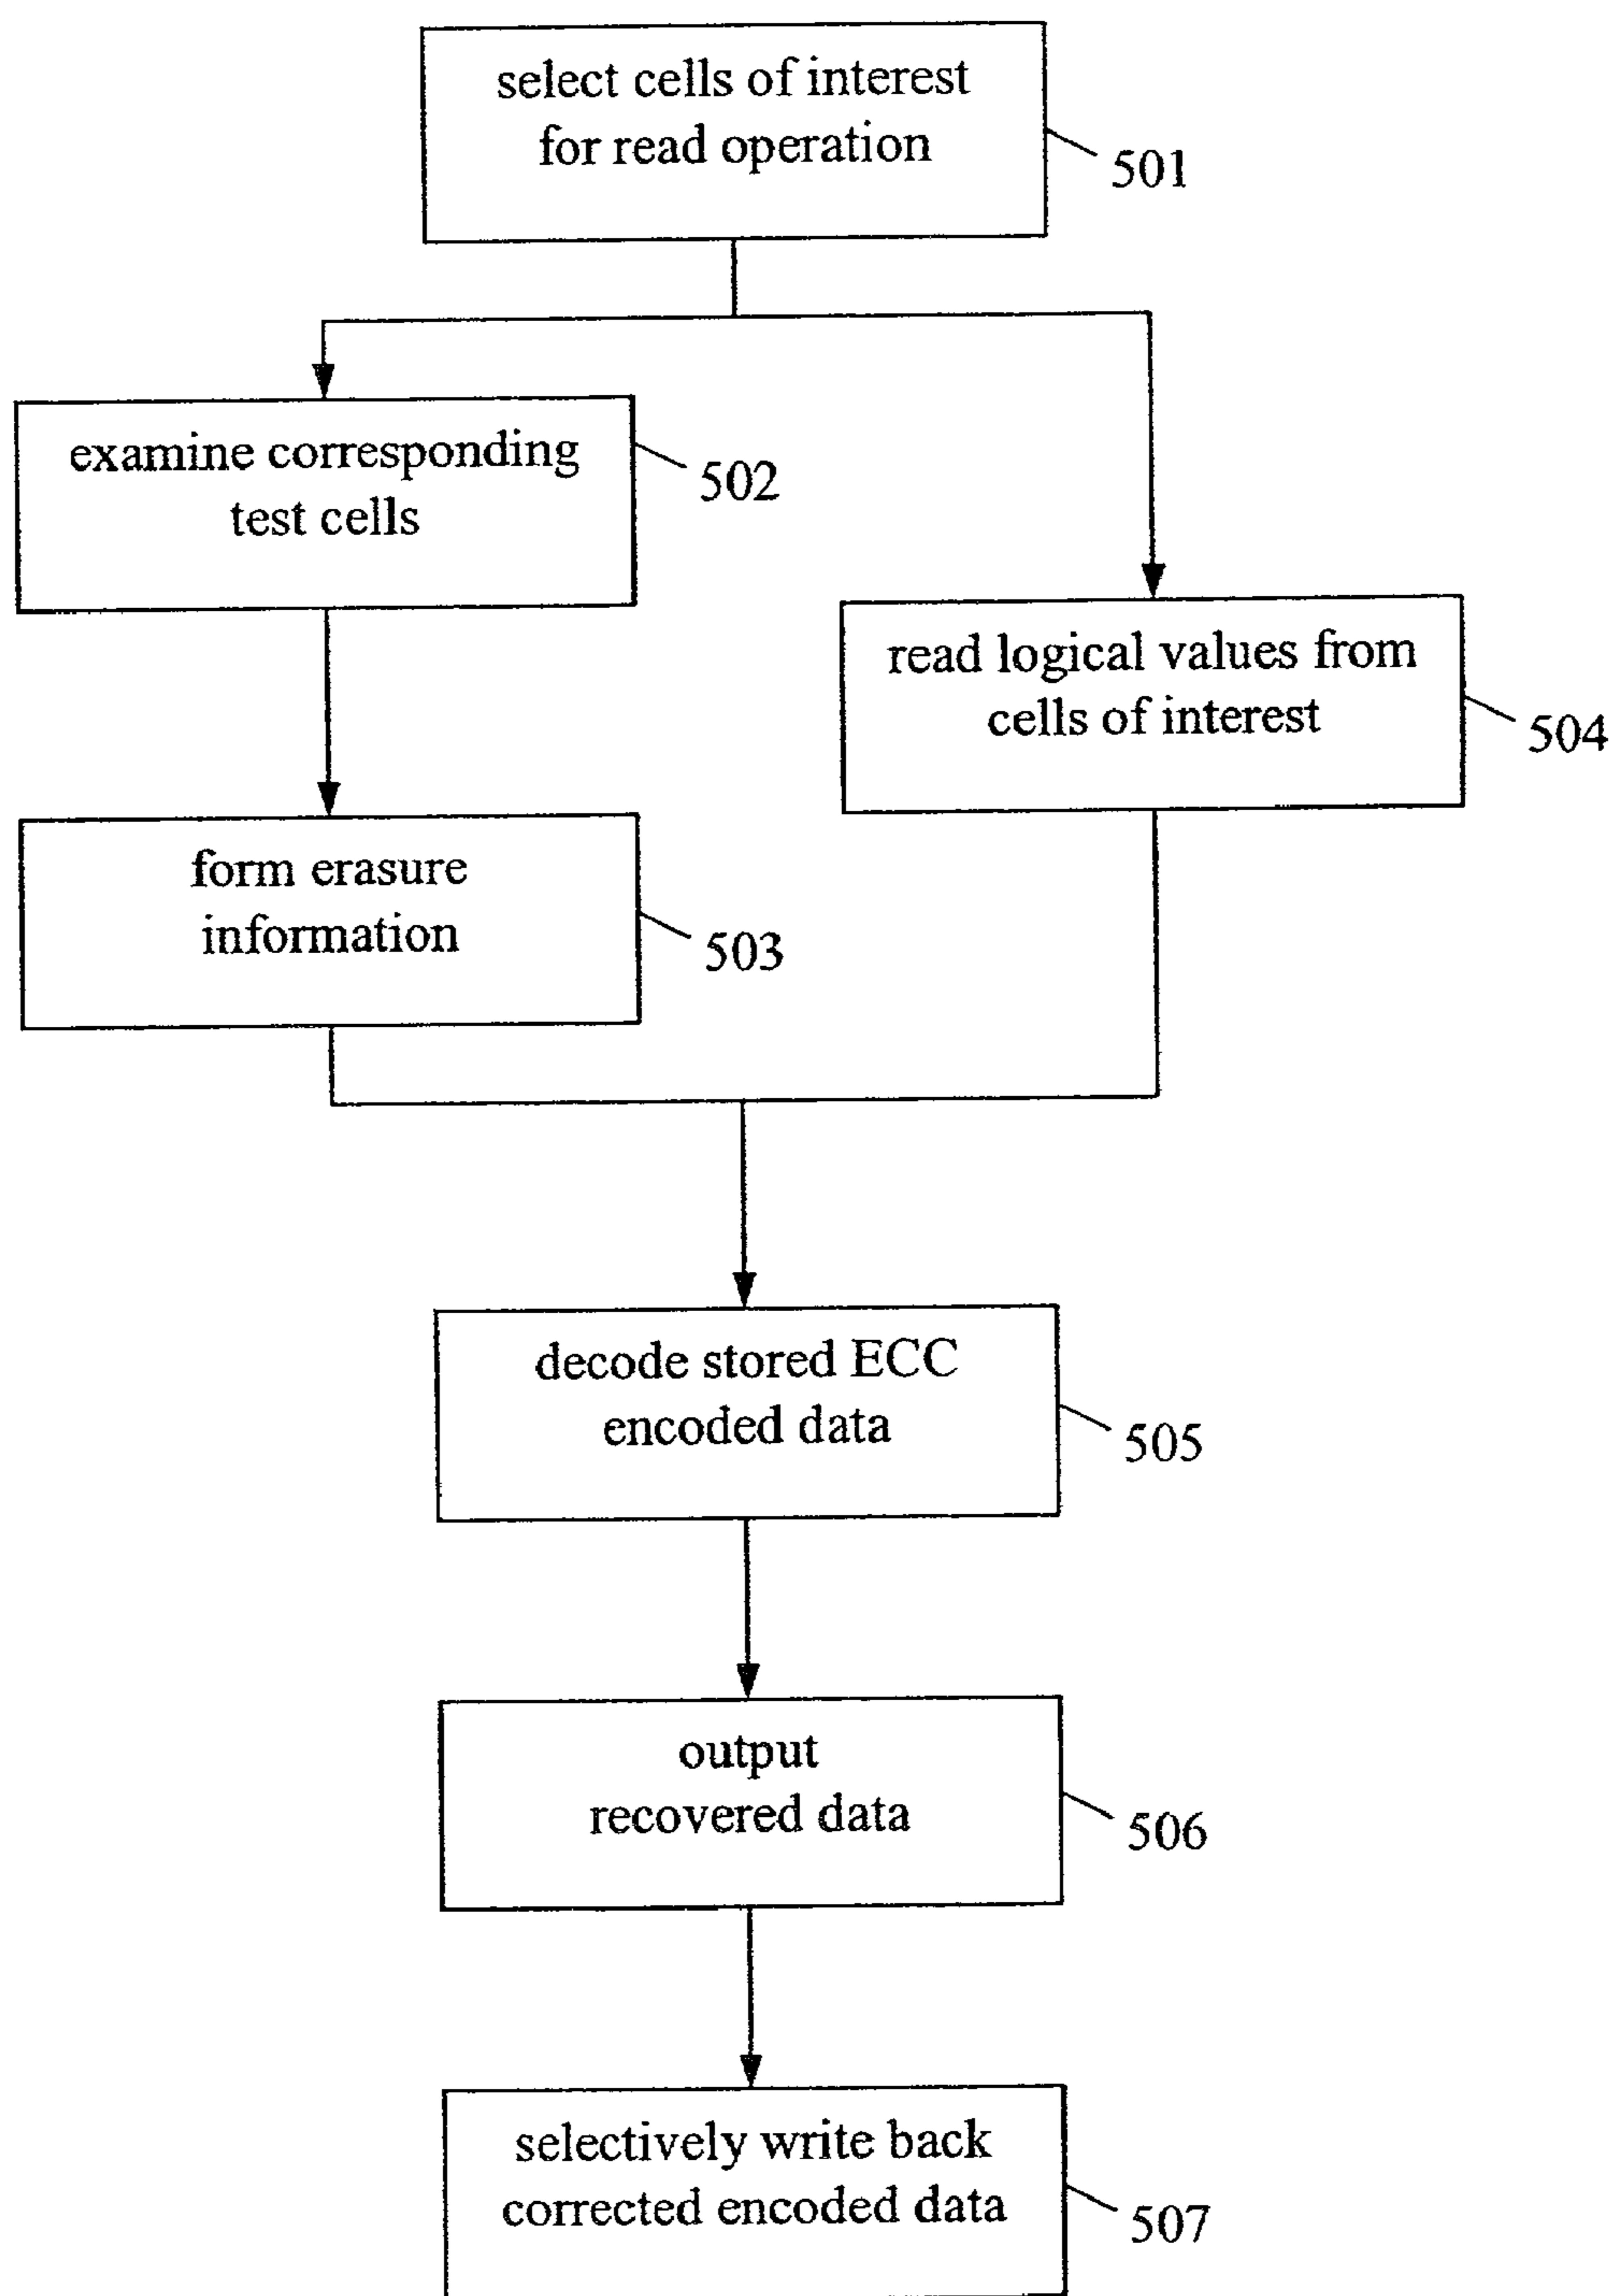 select cells of interest
for read operation
501
examine corresponding
test cells
502
read logical values from
cells of interest
504
form erasure
information
503
decode stored ECC
encoded data
505
output
recovered data
506
selectively write back
corrected encoded data
507